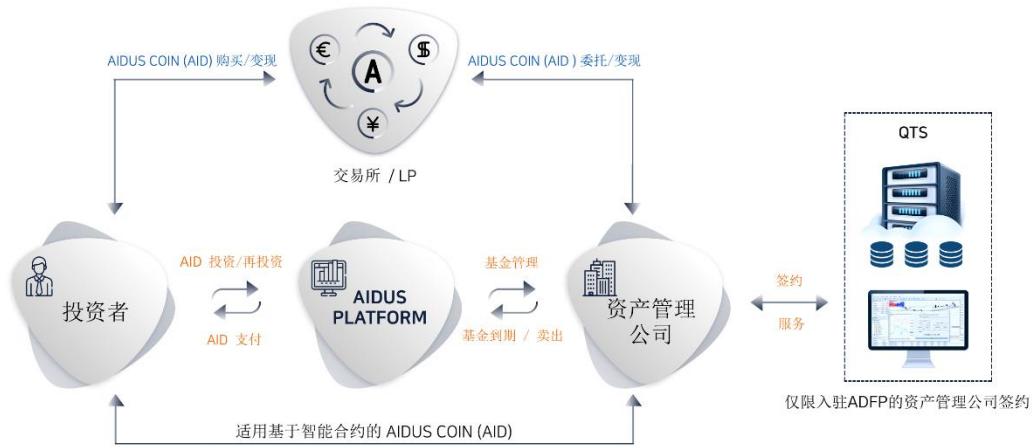 AIDUS COIN (AID) 购买/变现
€
$
A
¥
AIDUS COIN (AID ) 委托/变现
交易所 / LP
QTS
投资者
AID 投资/再投资
AID 支付
AIDUS
PLATFORM
基金管理
基金到期 / 卖出
资产管理
公司
签约
服务
仅限入驻ADFP的资产管理公司签约
适用基于智能合约的 AIDUS COIN (AID)